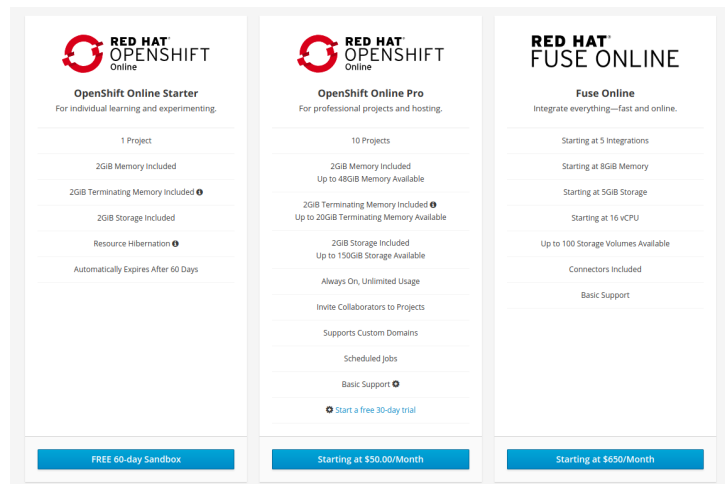 RED HAT®
OPENSHIFT
Online
OpenShift Online Starter
For individual learning and experimenting.
1 Project
2GiB Memory Included
2GiB Terminating Memory Included
2GiB Storage Included
Resource Hibernation
Automatically Expires After 60 Days
FREE 60-day Sandbox
RED HAT®
OPENSHIFT
Online
OpenShift Online Pro
For professional projects and hosting.
10 Projects
2GiB Memory Included
Up to 48GiB Memory Available
2GiB Terminating Memory Included
Up to 20GiB Terminating Memory Available
2GiB Storage Included
Up to 150GiB Storage Available
Always On, Unlimited Usage
Invite Collaborators to Projects
Supports Custom Domains
Scheduled Jobs
Basic Support
Start a free 30-day trial
Starting at $50.00/Month
RED HAT®
FUSE ONLINE
Fuse Online
Integrate everything—fast and online.
Starting at 5 Integrations
Starting at 8GiB Memory
Starting at 5GiB Storage
Starting at 16 vCPU
Up to 100 Storage Volumes Available
Connectors Included
Basic Support
Starting at $650/Month